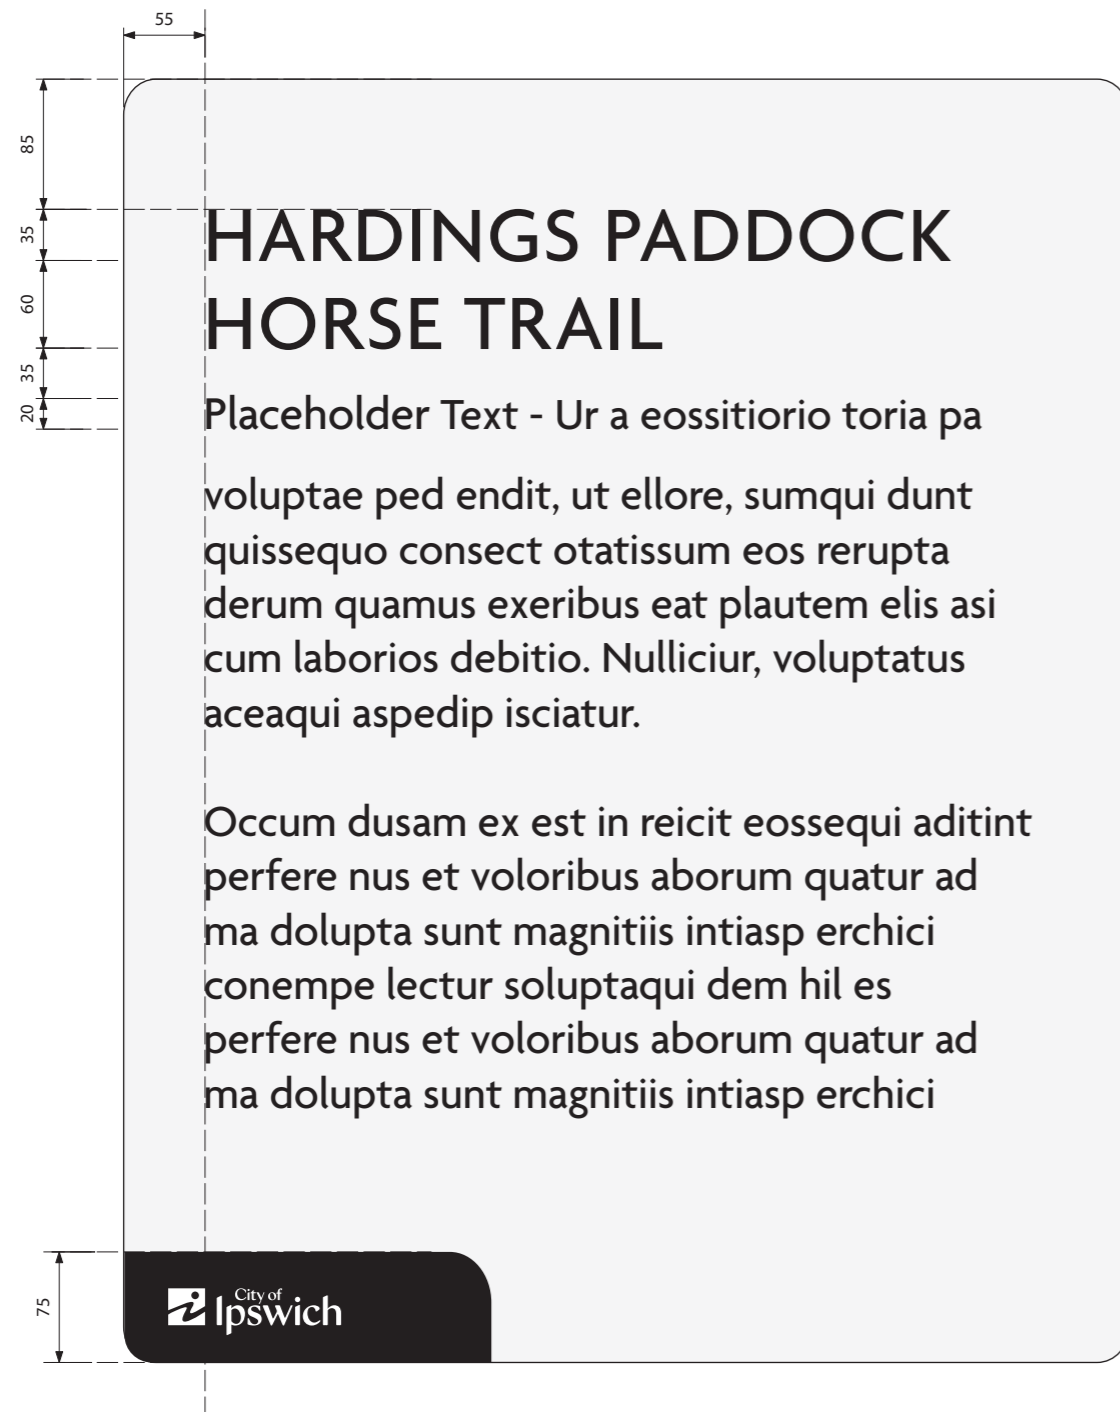 55
85
35
60
35
20
HARDINGS PADDOCK
HORSE TRAIL
Placeholder Text - Ur a eossitiorio toria pa
voluptae ped endit, ut ellore, sumqui dunt
quissequo consect otatissum eos rerupta
derum quamus exeribus eat plautem elis asi
cum laborios debitio. Nulliciur, voluptatus
aceaqui aspedip isciatur.
Occum dusam ex est in reicit eossequi aditint
perfere nus et voloribus aborum quatur ad
ma dolupta sunt magnitiis intiasp erchici
conempe lectur soluptaqui dem hil es
perfere nus et voloribus aborum quatur ad
ma dolupta sunt magnitiis intiasp erchici
75
City of
Ipswich